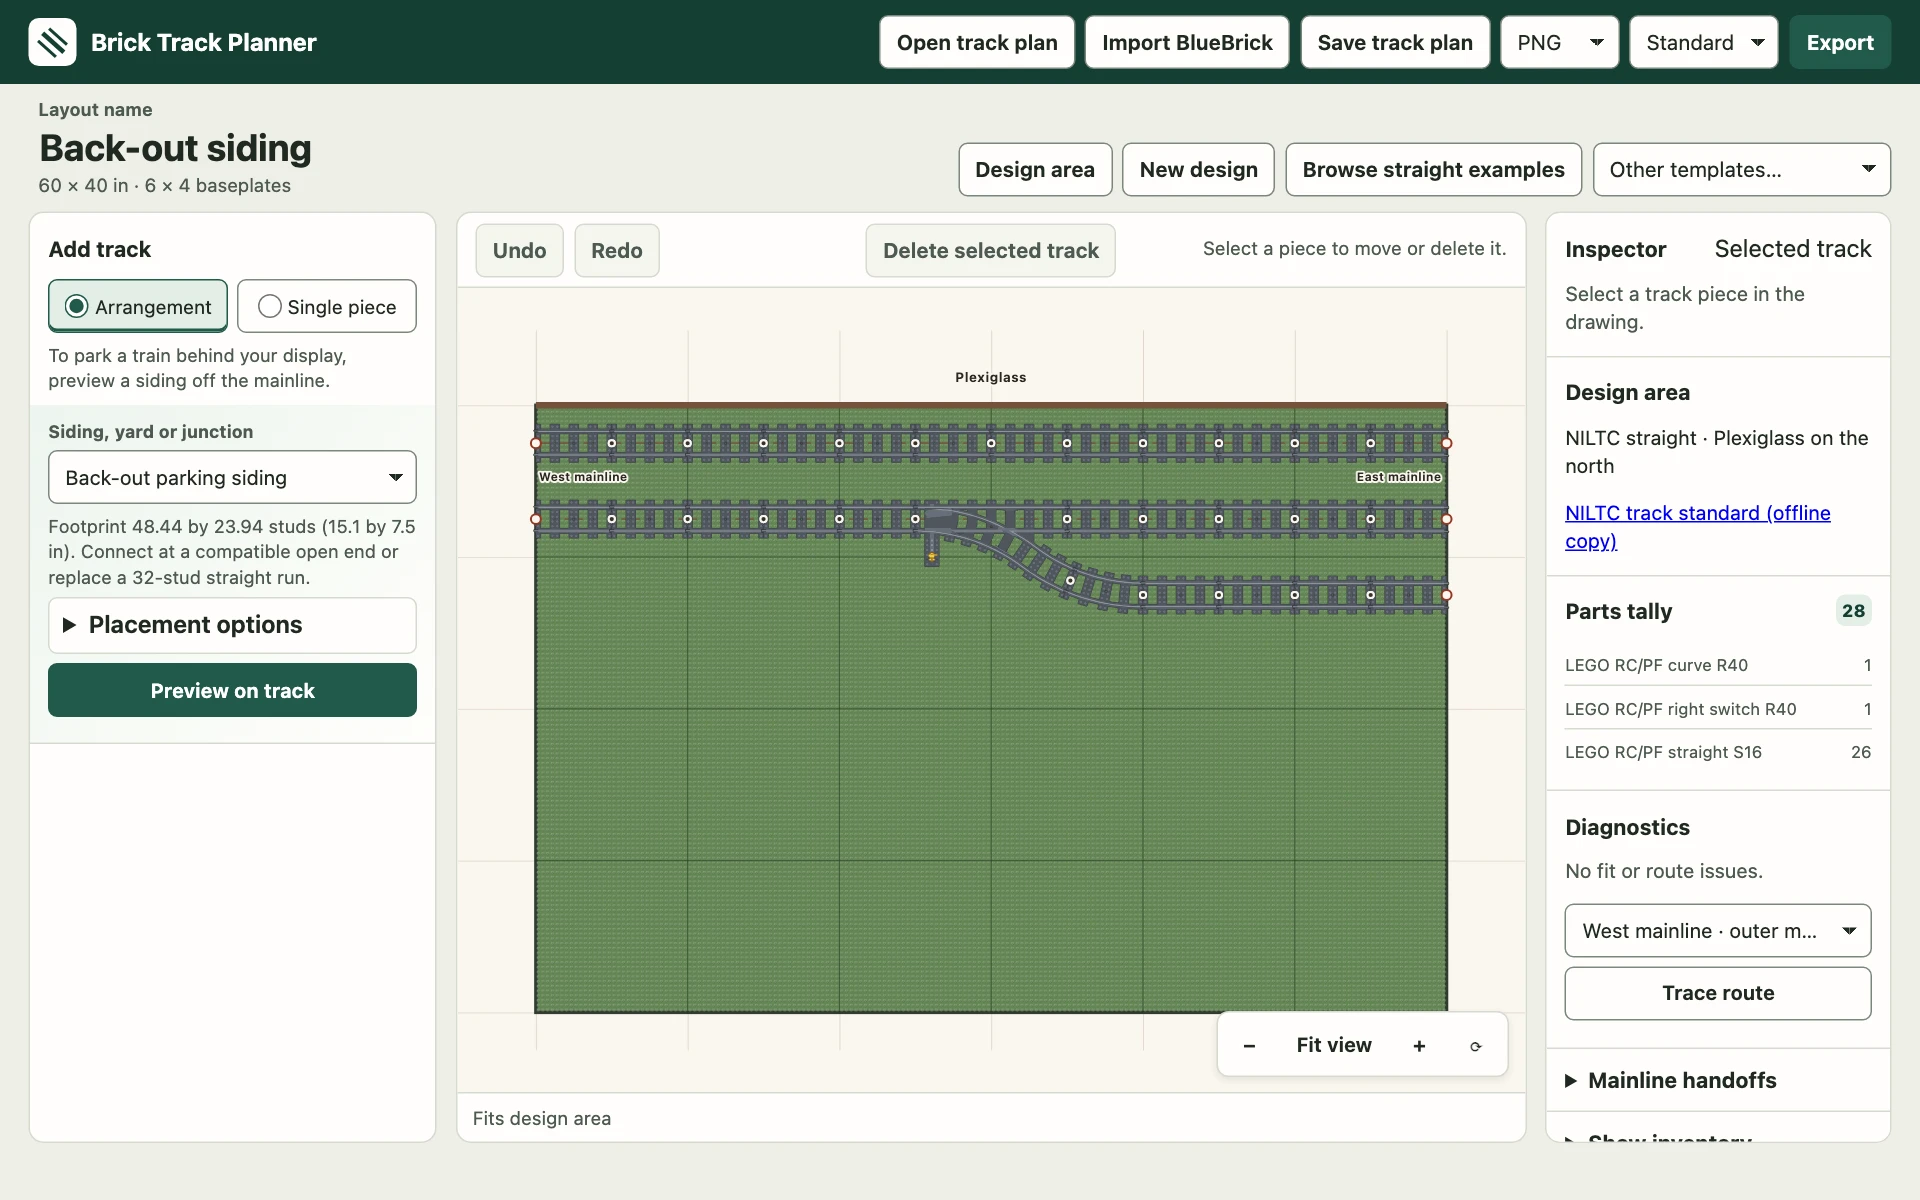 Brick Track Planner
Open track plan
Import BlueBrick
Save track plan
PNG
Standard
Export
Layout name
Back-out siding
60 × 40 in · 6 × 4 baseplates
Design area
New design
Browse straight examples
Other templates...
Add track
Arrangement
Single piece
To park a train behind your display,
preview a siding off the mainline.
Siding, yard or junction
Back-out parking siding
Footprint 48.44 by 23.94 studs (15.1 by 7.5
in). Connect at a compatible open end or
replace a 32-stud straight run.
Placement options
Preview on track
Undo
Redo
Delete selected track
Select a piece to move or delete it.
Plexiglass
West mainline
East mainline
− Fit view + ⟳
Fits design area
Inspector
Selected track
Select a track piece in the
drawing.
Design area
NILTC straight · Plexiglass on the
north
NILTC track standard (offline
copy)
Parts tally
28
LEGO RC/PF curve R40 1
LEGO RC/PF right switch R40 1
LEGO RC/PF straight S16 26
Diagnostics
No fit or route issues.
West mainline · outer m...
Trace route
Mainline handoffs
Show inventory